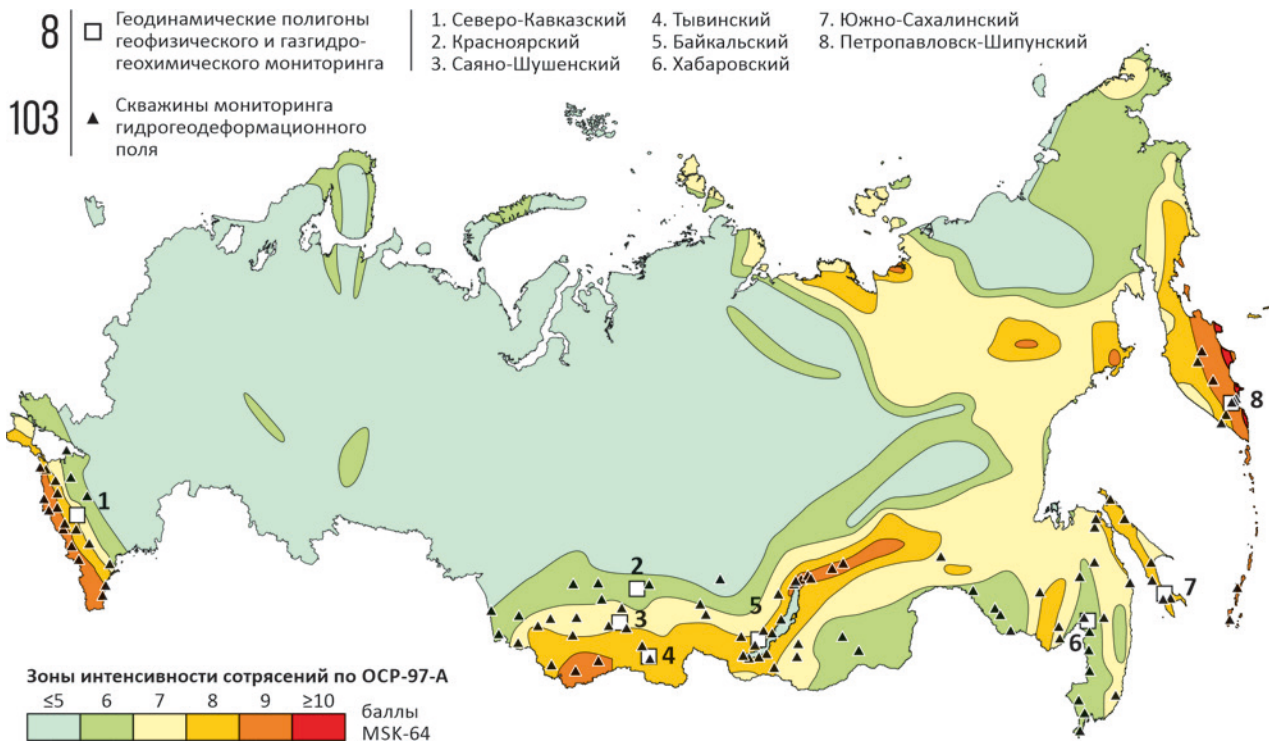 8
Геодинамические полигоны
геофизического и газгидро-
геохимического мониторинга
103
Скважины мониторинга
гидрогеодеформационного
поля
1. Северо-Кавказский
2. Красноярский
3. Саяно-Шушенский
4. Тывинский
5. Байкальский
6. Хабаровский
7. Южно-Сахалинский
8. Петропавловск-Шипунский
8
1
2
3
4
5
6
7
Зоны интенсивности сотрясений по ОСР-97-А
≤5 6 7 8 9 ≥10
баллы
MSK-64